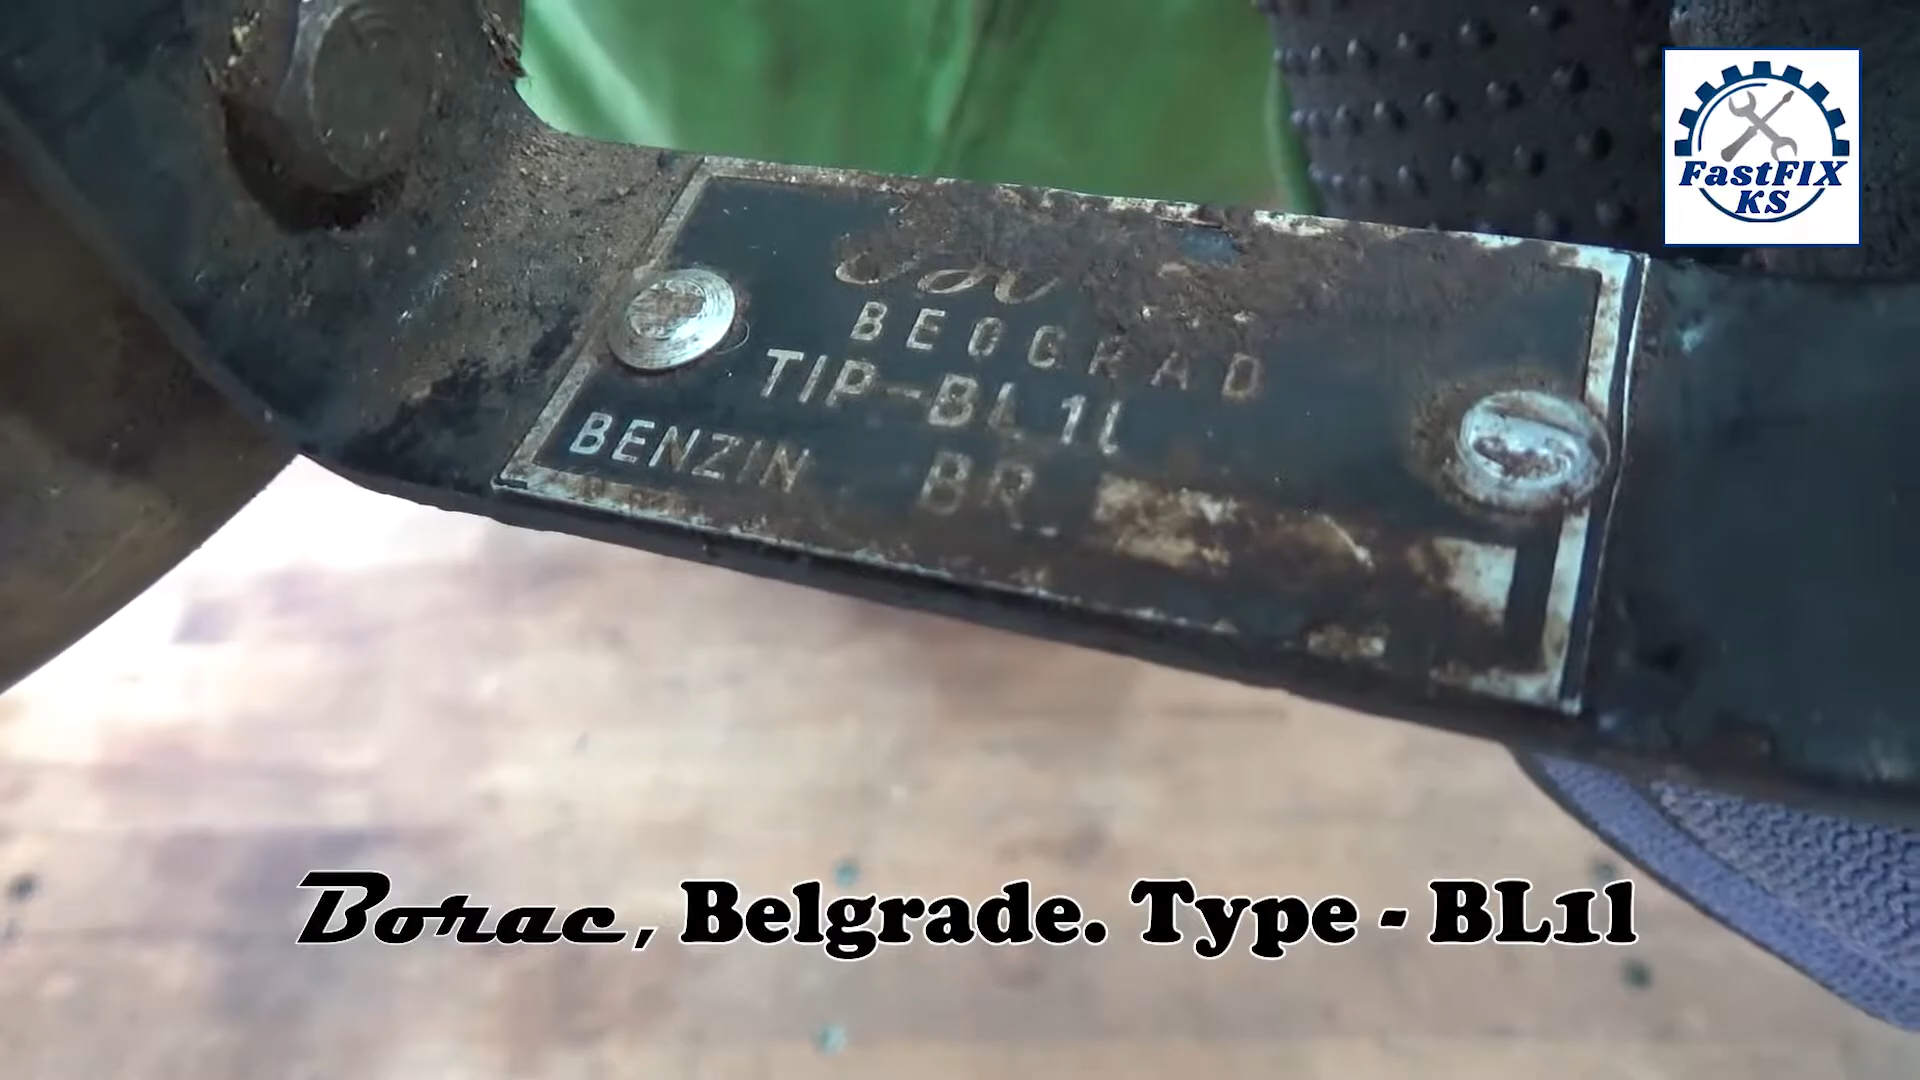 FastFIX
KS
BEOGRAD
TIP-BL1l
BENZIN BR
Borac, Belgrade. Type - BL1l